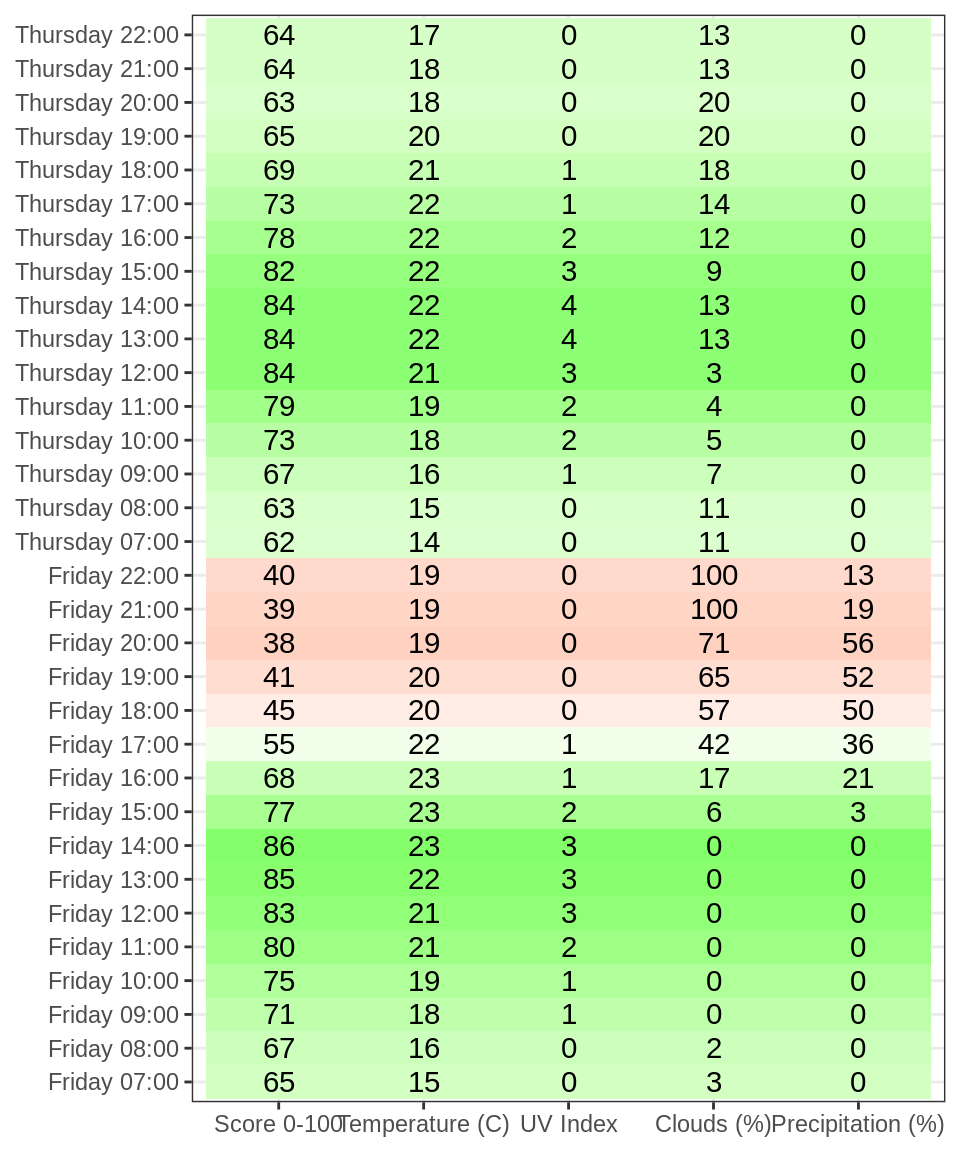 Thursday 22:00 64 17 0 13 0
Thursday 21:00 64 18 0 13 0
Thursday 20:00 63 18 0 20 0
Thursday 19:00 65 20 0 20 0
Thursday 18:00 69 21 1 18 0
Thursday 17:00 73 22 1 14 0
Thursday 16:00 78 22 2 12 0
Thursday 15:00 82 22 3 9 0
Thursday 14:00 84 22 4 13 0
Thursday 13:00 84 22 4 13 0
Thursday 12:00 84 21 3 3 0
Thursday 11:00 79 19 2 4 0
Thursday 10:00 73 18 2 5 0
Thursday 09:00 67 16 1 7 0
Thursday 08:00 63 15 0 11 0
Thursday 07:00 62 14 0 11 0
Friday 22:00 40 19 0 100 13
Friday 21:00 39 19 0 100 19
Friday 20:00 38 19 0 71 56
Friday 19:00 41 20 0 65 52
Friday 18:00 45 20 0 57 50
Friday 17:00 55 22 1 42 36
Friday 16:00 68 23 1 17 21
Friday 15:00 77 23 2 6 3
Friday 14:00 86 23 3 0 0
Friday 13:00 85 22 3 0 0
Friday 12:00 83 21 3 0 0
Friday 11:00 80 21 2 0 0
Friday 10:00 75 19 1 0 0
Friday 09:00 71 18 1 0 0
Friday 08:00 67 16 0 2 0
Friday 07:00 65 15 0 3 0
Score 0-100 Temperature (C) UV Index Clouds (%) Precipitation (%)